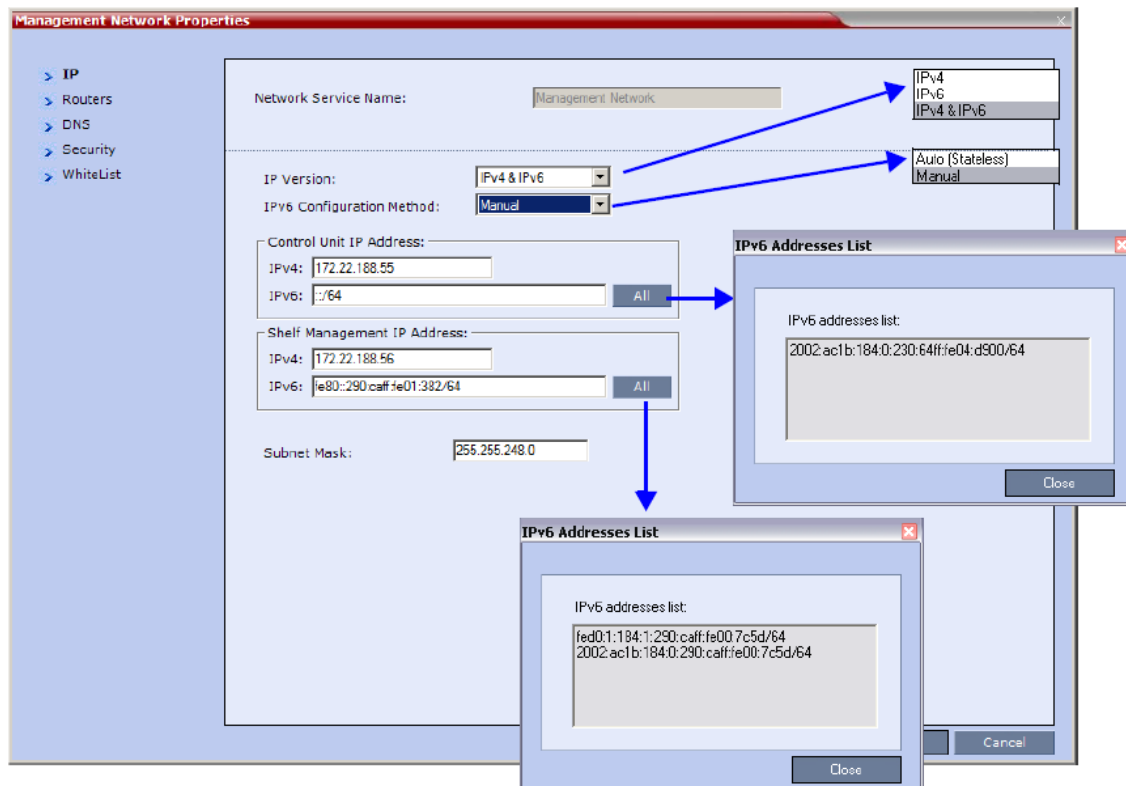 Management Network Properties
IP
Routers
DNS
Security
WhiteList
Network Service Name: Management Network
IP Version: IPv4 & IPv6
IPv6 Configuration Method: Manual
Control Unit IP Address:
IPv4: 172.22.188.55
IPv6: ::/64 All
Shelf Management IP Address:
IPv4: 172.22.188.56
IPv6: fe80::290:caff:fe01:382/64 All
Subnet Mask: 255.255.248.0
IPv4
IPv6
IPv4 & IPv6
Auto (Stateless)
Manual
IPv6 Addresses List
IPv6 addresses list:
2002:ac1b:184:0:230:64ff:fe04:d900/64
Close
IPv6 Addresses List
IPv6 addresses list:
fed0:1:184:1:290:caff:fe00:7c5d/64
2002:ac1b:184:0:290:caff:fe00:7c5d/64
Close
Cancel